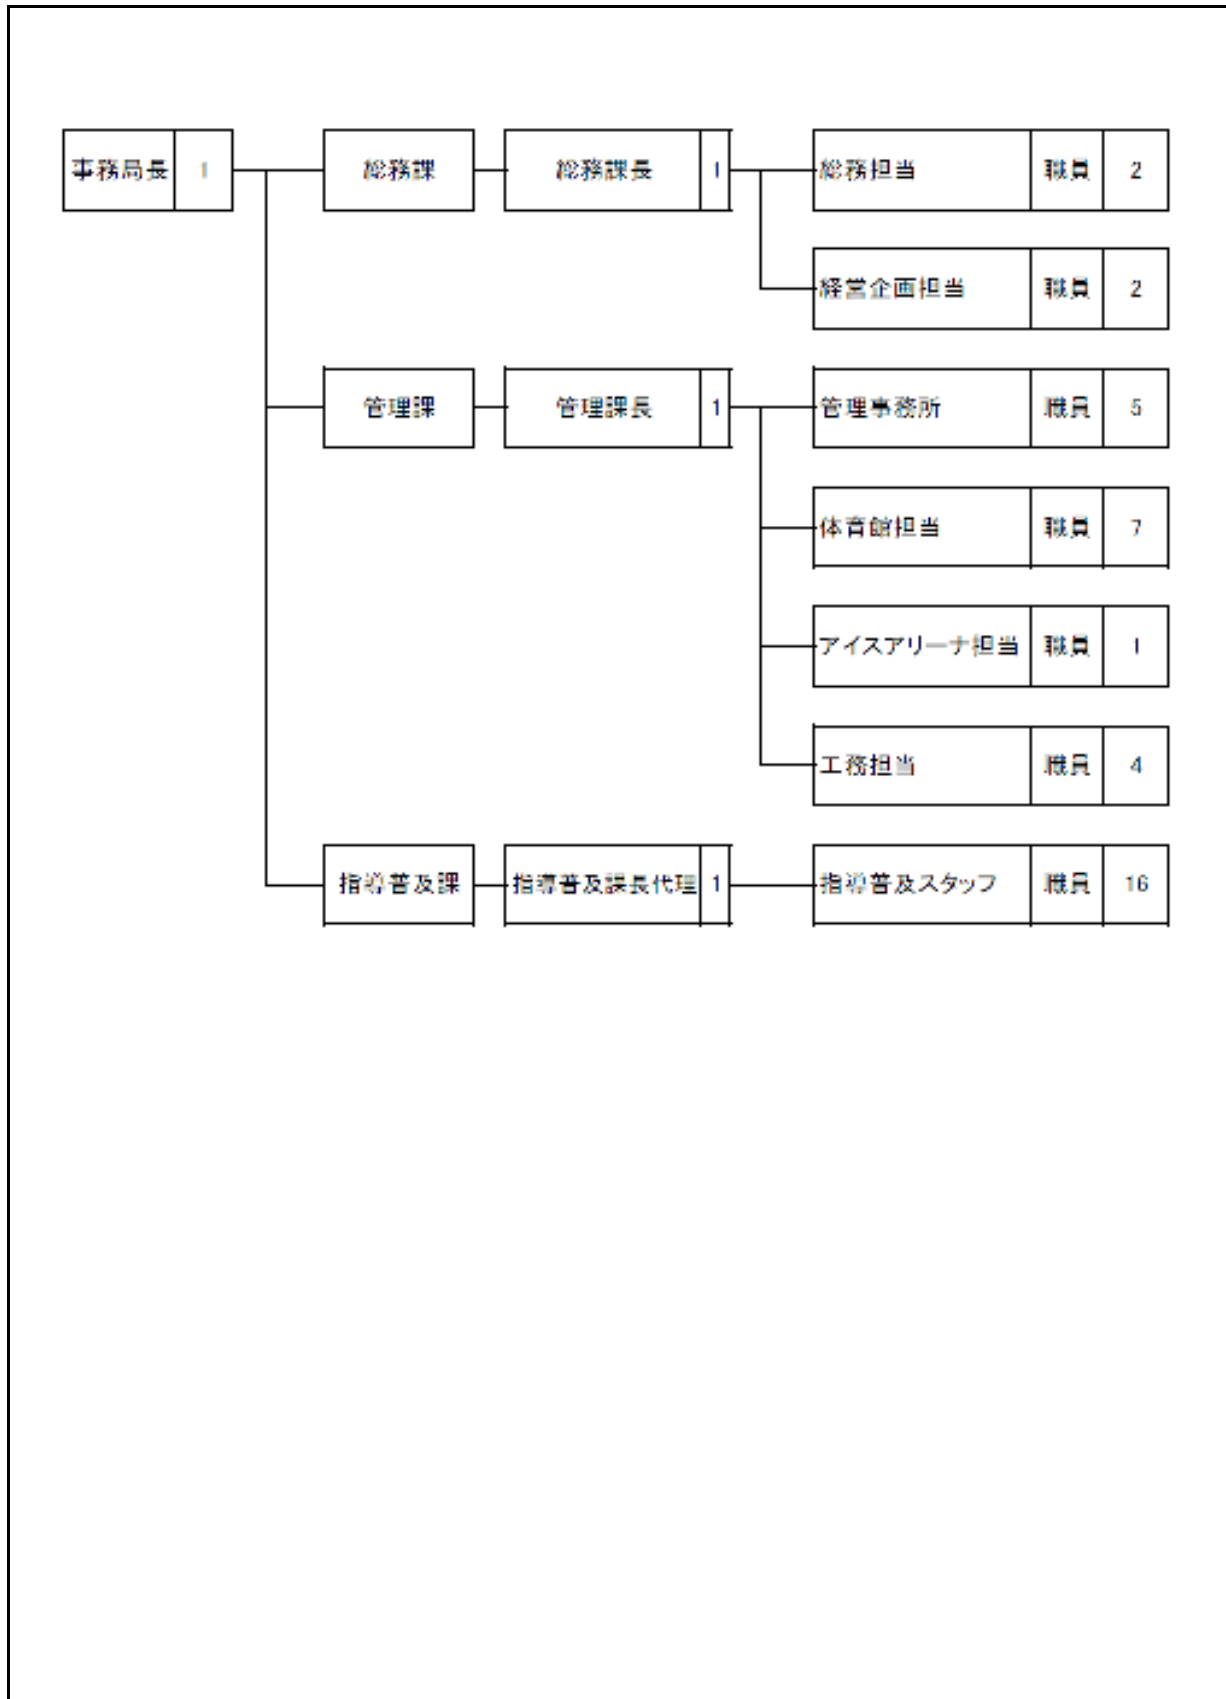 事務局長 1 総務課 総務課長 1 総務担当 職員 2
経営企画担当 職員 2
管理課 管理課長 1 管理事務所 職員 5
体育館担当 職員 7
アイスアリーナ担当 職員 1
工務担当 職員 4
指導普及課 指導普及課長代理 1 指導普及スタッフ 職員 16